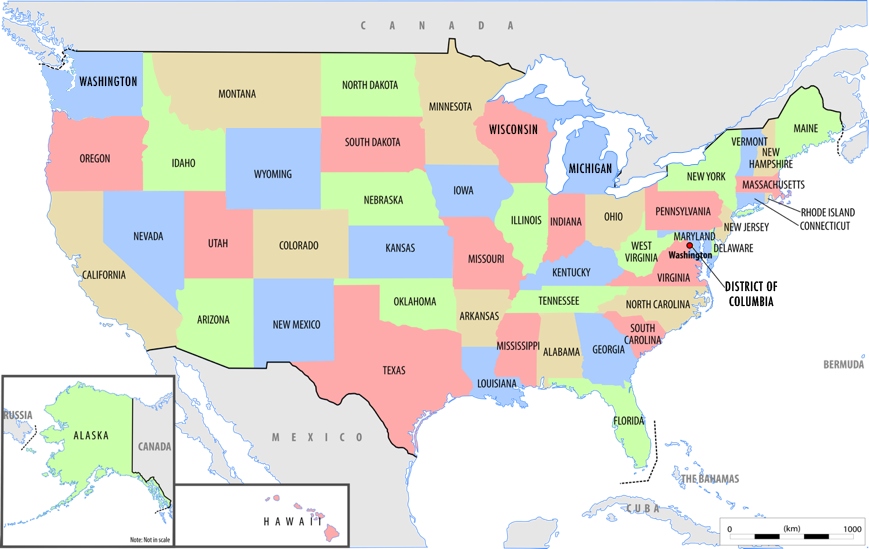 CANADA
WASHINGTON
MONTANA
NORTH DAKOTA
MINNESOTA
WISCONSIN
MICHIGAN
VERMONT
MAINE
NEW
HAMPSHIRE
OREGON
IDAHO
WYOMING
SOUTH DAKOTA
IOWA
NEW YORK
MASSACHUSETTS
NEBRASKA
ILLINOIS
INDIANA
OHIO
PENNSYLVANIA
RHODE ISLAND
CONNECTICUT
NEW JERSEY
NEVADA
UTAH
COLORADO
KANSAS
MISSOURI
WEST
VIRGINIA
MARYLAND
DELAWARE
Washington
CALIFORNIA
KENTUCKY
VIRGINIA
DISTRICT OF
COLUMBIA
ARIZONA
NEW MEXICO
OKLAHOMA
ARKANSAS
TENNESSEE
NORTH CAROLINA
SOUTH
CAROLINA
TEXAS
LOUISIANA
MISSISSIPPI
ALABAMA
GEORGIA
FLORIDA
BERMUDA
RUSSIA
ALASKA
CANADA
Note: Not in scale
MEXICO
HAWAII
THE BAHAMAS
CUBA
0 (km) 1000